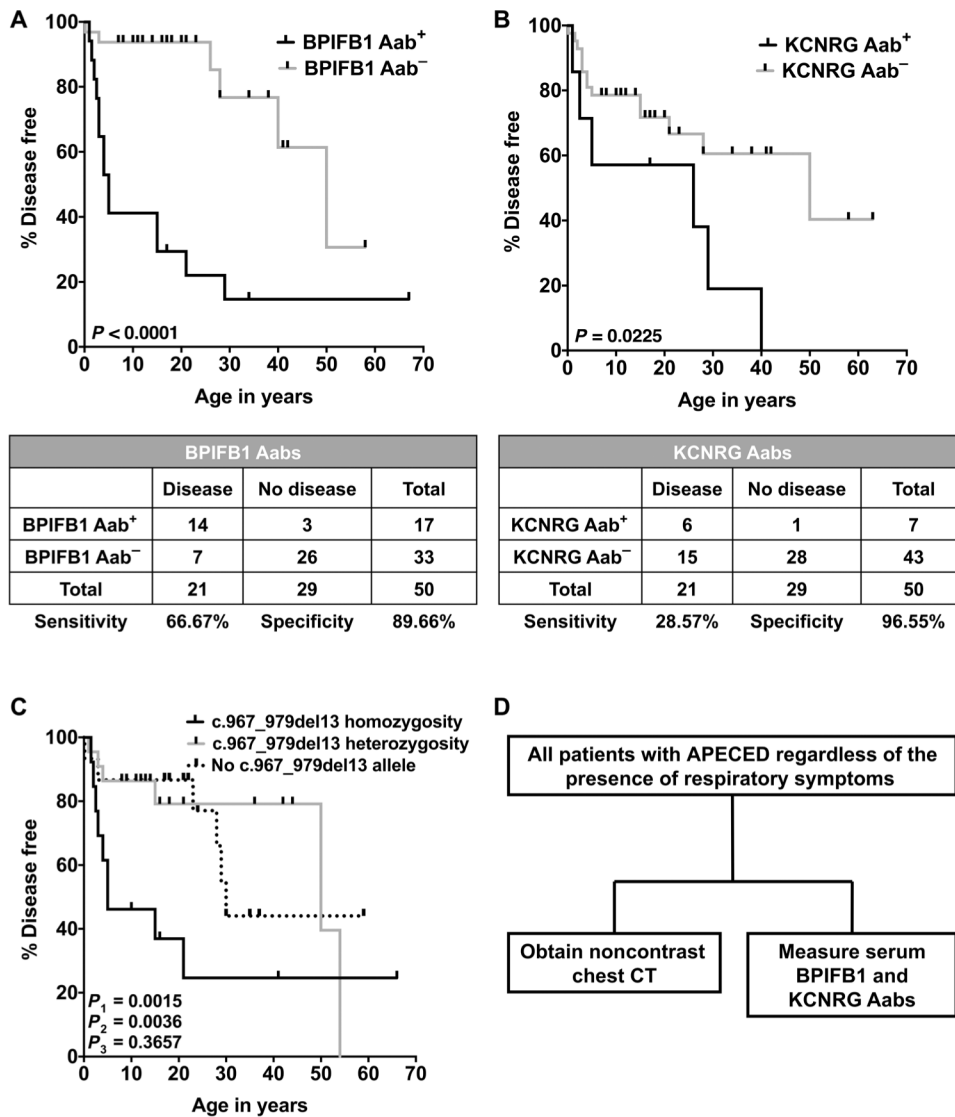 A
100
80
60
40
20
0
% Disease free
BPIFB1 Aab+
BPIFB1 Aab−
P < 0.0001
0 10 20 30 40 50 60 70
Age in years
B
100
80
60
40
20
0
% Disease free
KCNRG Aab+
KCNRG Aab−
P = 0.0225
0 10 20 30 40 50 60 70
Age in years
BPIFB1 Aabs
Disease No disease Total
BPIFB1 Aab+ 14 3 17
BPIFB1 Aab− 7 26 33
Total 21 29 50
Sensitivity 66.67% Specificity 89.66%
KCNRG Aabs
Disease No disease Total
KCNRG Aab+ 6 1 7
KCNRG Aab− 15 28 43
Total 21 29 50
Sensitivity 28.57% Specificity 96.55%
C
100
80
60
40
20
0
% Disease free
c.967_979del13 homozygosity
c.967_979del13 heterozygosity
No c.967_979del13 allele
P1 = 0.0015
P2 = 0.0036
P3 = 0.3657
0 10 20 30 40 50 60 70
Age in years
D
All patients with APECED regardless of the
presence of respiratory symptoms
Obtain noncontrast
chest CT
Measure serum
BPIFB1 and
KCNRG Aabs